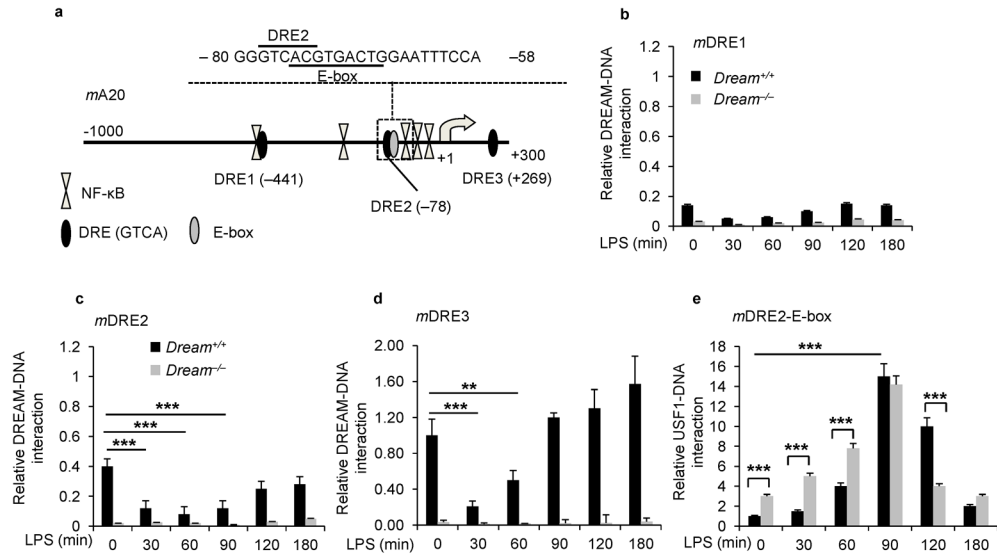 a
DRE2
– 80 GGGTCACGTGACTGGAATTTCCA –58
E-box
mA20
-1000
+1
+300
DRE1 (–441)
DRE3 (+269)
DRE2 (–78)
NF-κB
DRE (GTCA)
E-box
b
mDRE1
Relative DREAM-DNA
interaction
1.2
1
0.8
0.6
0.4
0.2
0
Dream+/+
Dream–/–
LPS (min) 0 30 60 90 120 180
c
mDRE2
Relative DREAM-DNA
interaction
1.2
1
0.8
0.6
0.4
0.2
0
Dream+/+
Dream–/–
***
***
***
LPS (min) 0 30 60 90 120 180
d
mDRE3
Relative DREAM-DNA
interaction
2.00
1.60
1.20
0.80
0.40
0.00
**
***
LPS (min) 0 30 60 90 120 180
e
mDRE2-E-box
Relative USF1-DNA
interaction
18
16
14
12
10
8
6
4
2
0
***
***
***
***
***
LPS (min) 0 30 60 90 120 180